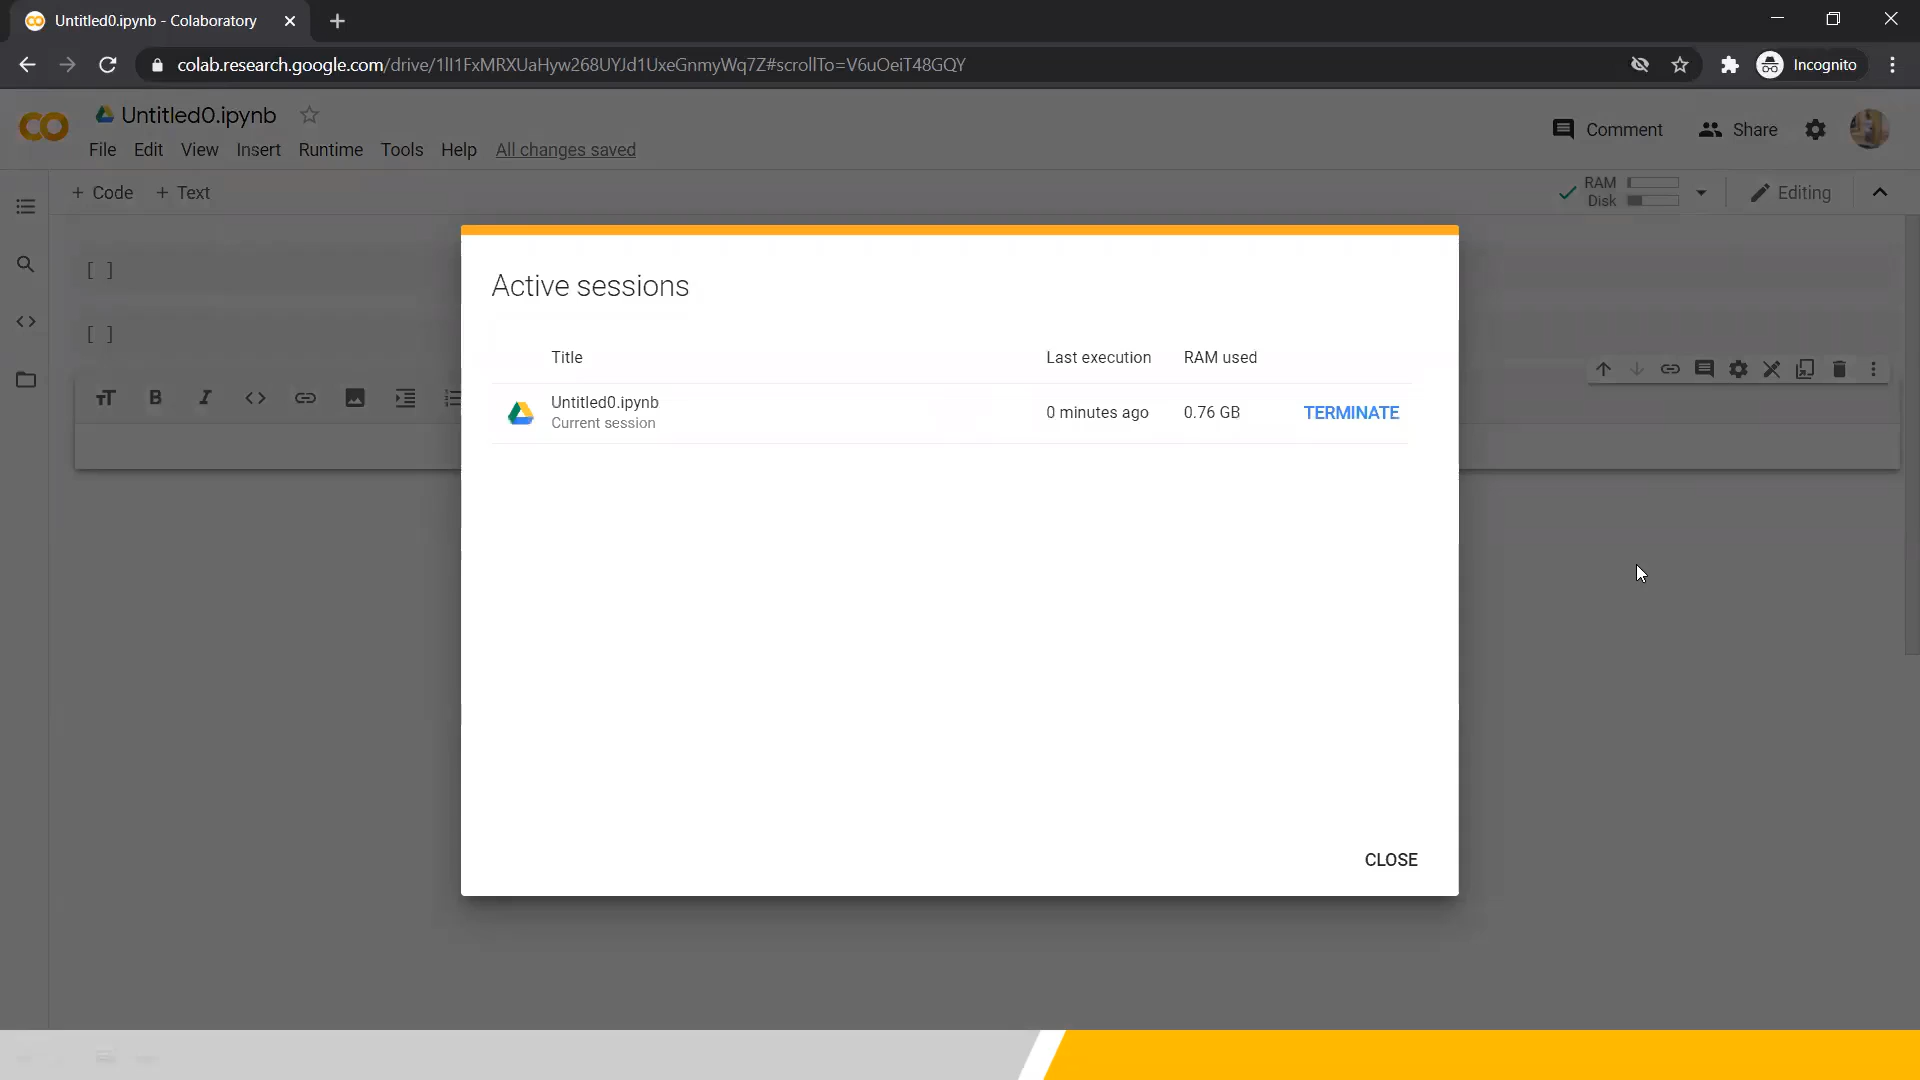 Untitled0.ipynb - Colaboratory
colab.research.google.com/drive/1lI1FxMRXUaHyw268UYJd1UxeGnmyWq7Z#scrollTo=V6uOeiT48GQY
Incognito
CO
Untitled0.ipynb
Comment
Share
File Edit View Insert Runtime Tools Help All changes saved
+ Code + Text
RAM
Disk
Editing
[ ]
[ ]
Active sessions
Title Last execution RAM used
Untitled0.ipynb
Current session
0 minutes ago 0.76 GB TERMINATE
CLOSE